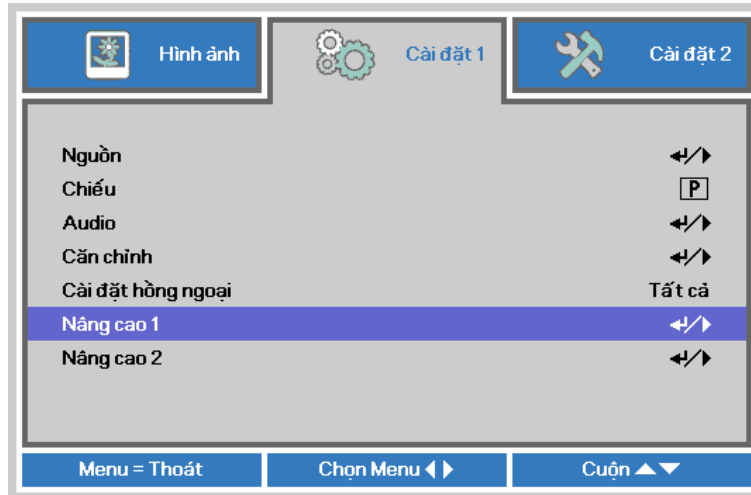 Hình ảnh
Cài đặt 1
Cài đặt 2
Nguồn
Chiếu P
Audio
Căn chỉnh
Cài đặt hồng ngoại Tất cả
Nâng cao 1
Nâng cao 2
Menu = Thoát
Chọn Menu
Cuộn